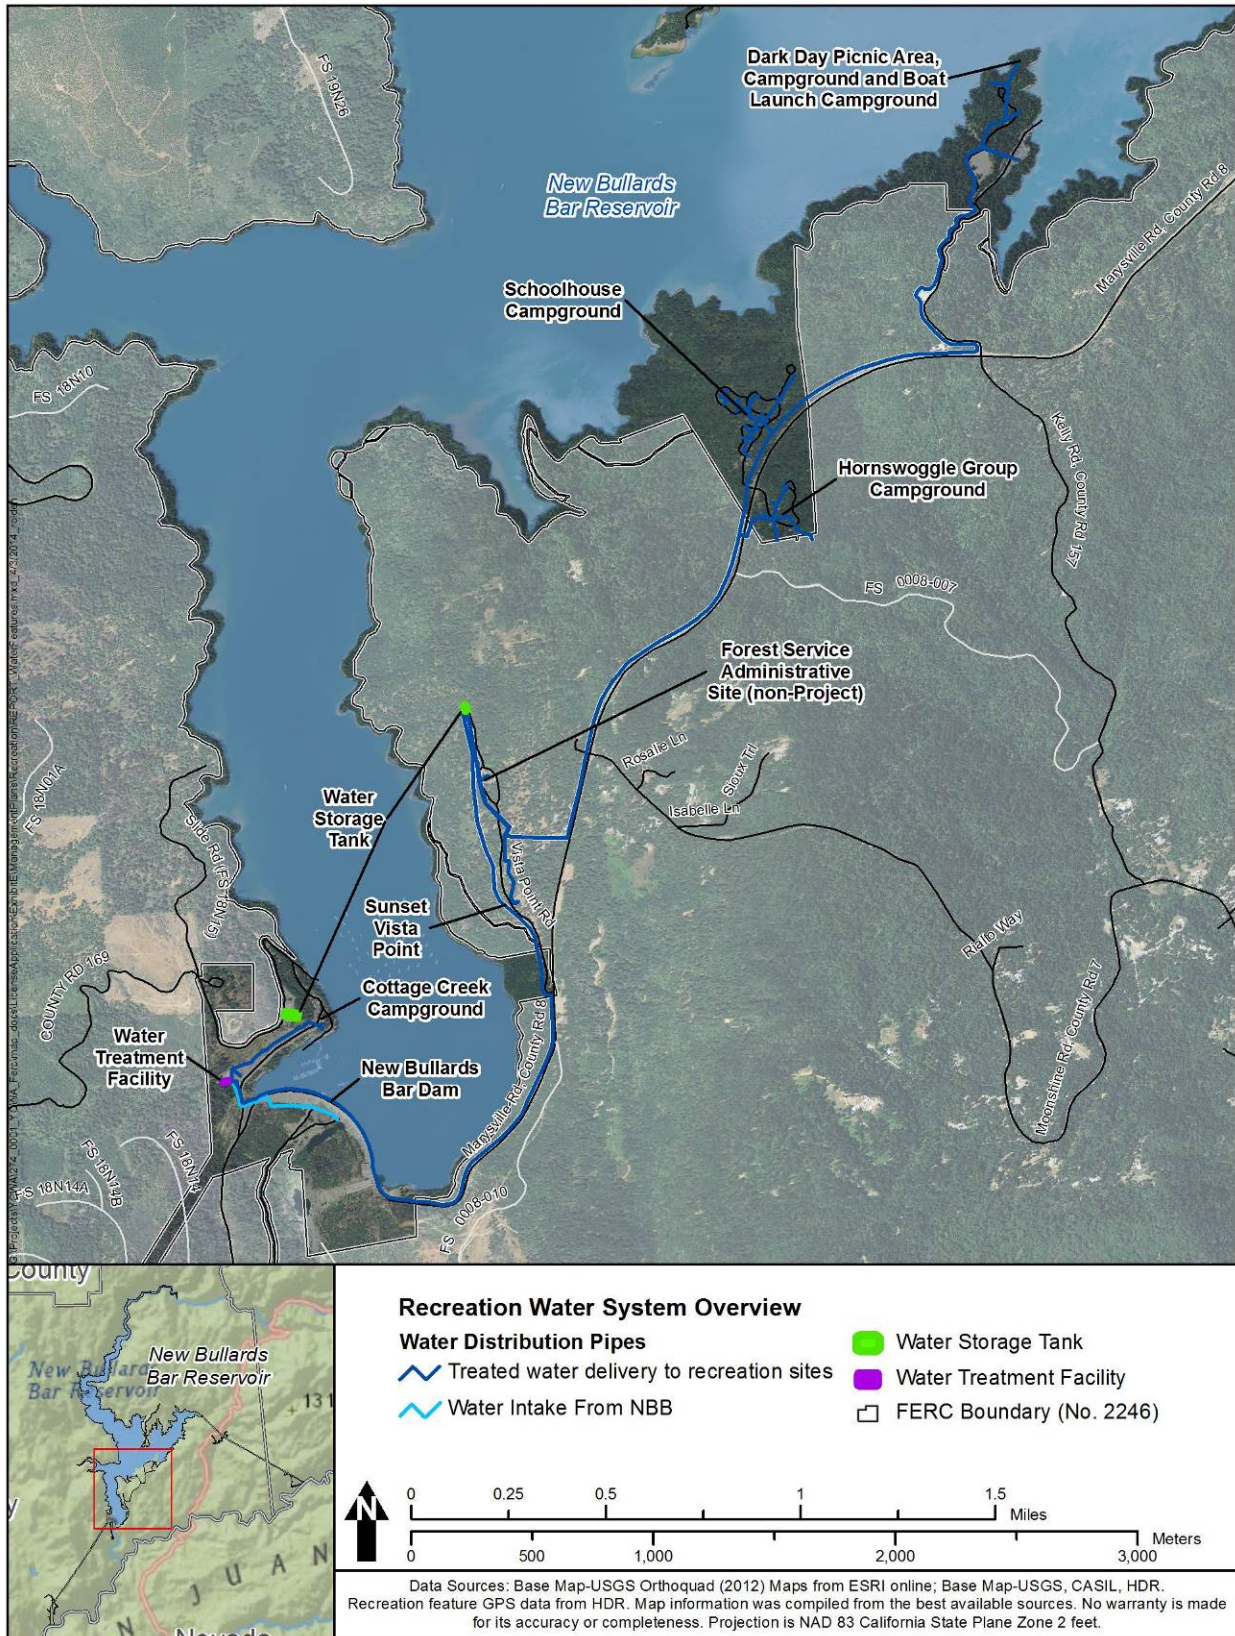 Dark Day Picnic Area,
Campground and Boat
Launch Campground
FS 19N26
New Bullards
Bar Reservoir
Marysville Rd, County Rd 8
Schoolhouse
Campground
FS 18N10
Kelly Rd, County Rd 157
Hornswoggle Group
Campground
FS 0008-007
Forest Service
Administrative
Site (non-Project)
Rosalie Ln
Sioux Trl
Isabelle Ln
FS 18N01A
Water
Storage
Tank
Slide Rd (FS 18N15)
Vista Point Rd
Sunset
Vista
Point
Rialto Way
COUNTY RD 169
Cottage Creek
Campground
Water
Treatment
Facility
New Bullards
Bar Dam
Marysville Rd, County Rd 8
Moonshine Rd, County Rd 7
FS 18N14A
FS 18N14B
FS 18N14
FS 0008-010
County
New Bullards
Bar Reservoir
New Bullards
Bar Reservoir
131
N JUAN
Nevada
Recreation Water System Overview
Water Distribution Pipes
Treated water delivery to recreation sites
Water Intake From NBB
Water Storage Tank
Water Treatment Facility
FERC Boundary (No. 2246)
N
0 0.25 0.5 1 1.5
Miles
Meters
0 500 1,000 2,000 3,000
Data Sources: Base Map-USGS Orthoquad (2012) Maps from ESRI online; Base Map-USGS, CASIL, HDR.
Recreation feature GPS data from HDR. Map information was compiled from the best available sources. No warranty is made
for its accuracy or completeness. Projection is NAD 83 California State Plane Zone 2 feet.